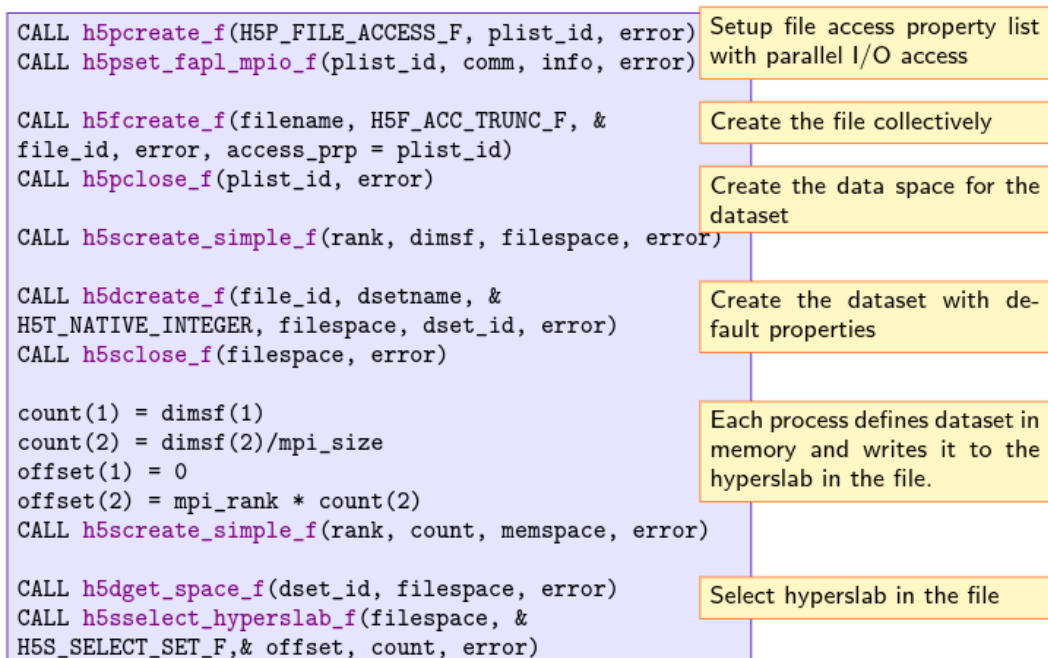 CALL h5pcreate_f(H5P_FILE_ACCESS_F, plist_id, error)
CALL h5pset_fapl_mpio_f(plist_id, comm, info, error)
Setup file access property list
with parallel I/O access
CALL h5fcreate_f(filename, H5F_ACC_TRUNC_F, &
file_id, error, access_prp = plist_id)
CALL h5pclose_f(plist_id, error)
Create the file collectively
Create the data space for the
dataset
CALL h5screate_simple_f(rank, dimsf, filespace, error)
CALL h5dcreate_f(file_id, dsetname, &
H5T_NATIVE_INTEGER, filespace, dset_id, error)
CALL h5sclose_f(filespace, error)
Create the dataset with de-
fault properties
count(1) = dimsf(1)
count(2) = dimsf(2)/mpi_size
offset(1) = 0
offset(2) = mpi_rank * count(2)
CALL h5screate_simple_f(rank, count, memspace, error)
Each process defines dataset in
memory and writes it to the
hyperslab in the file.
CALL h5dget_space_f(dset_id, filespace, error)
CALL h5sselect_hyperslab_f(filespace, &
H5S_SELECT_SET_F,& offset, count, error)
Select hyperslab in the file